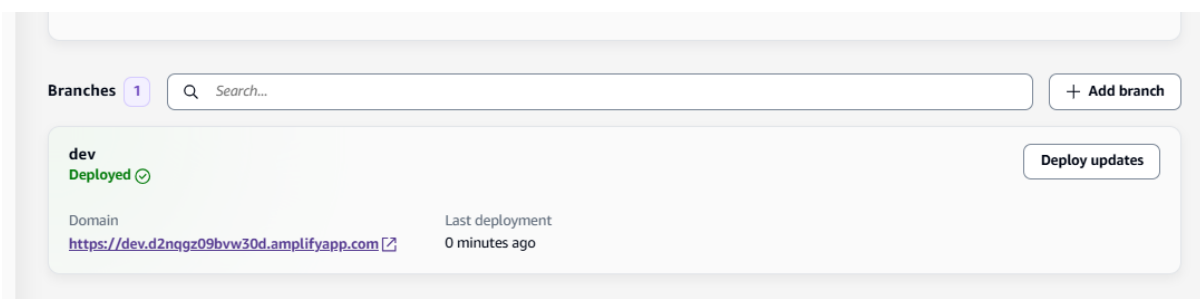 Branches 1 Search... + Add branch
dev
Deployed
Deploy updates
Domain
https://dev.d2nqgz09bvw30d.amplifyapp.com
Last deployment
0 minutes ago